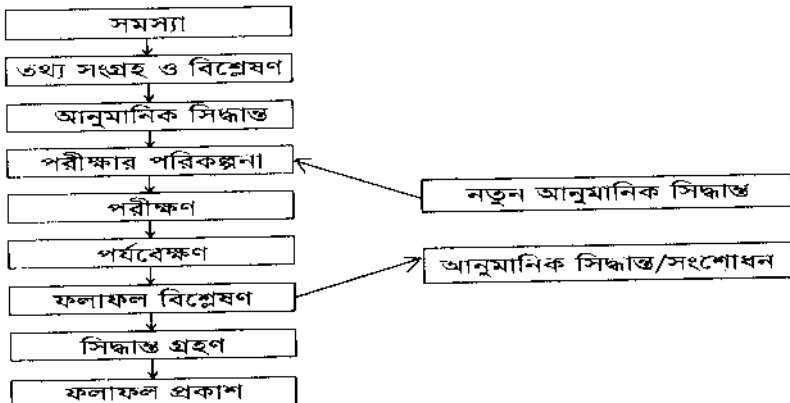 সমস্যা
তথ্য সংগ্রহ ও বিশ্লেষণ
আনুমানিক সিদ্ধান্ত
পরীক্ষার পরিকল্পনা
নতুন আনুমানিক সিদ্ধান্ত
পরীক্ষণ
পর্যবেক্ষণ
আনুমানিক সিদ্ধান্ত/সংশোধন
ফলাফল বিশ্লেষণ
সিদ্ধান্ত গ্রহণ
ফলাফল প্রকাশ